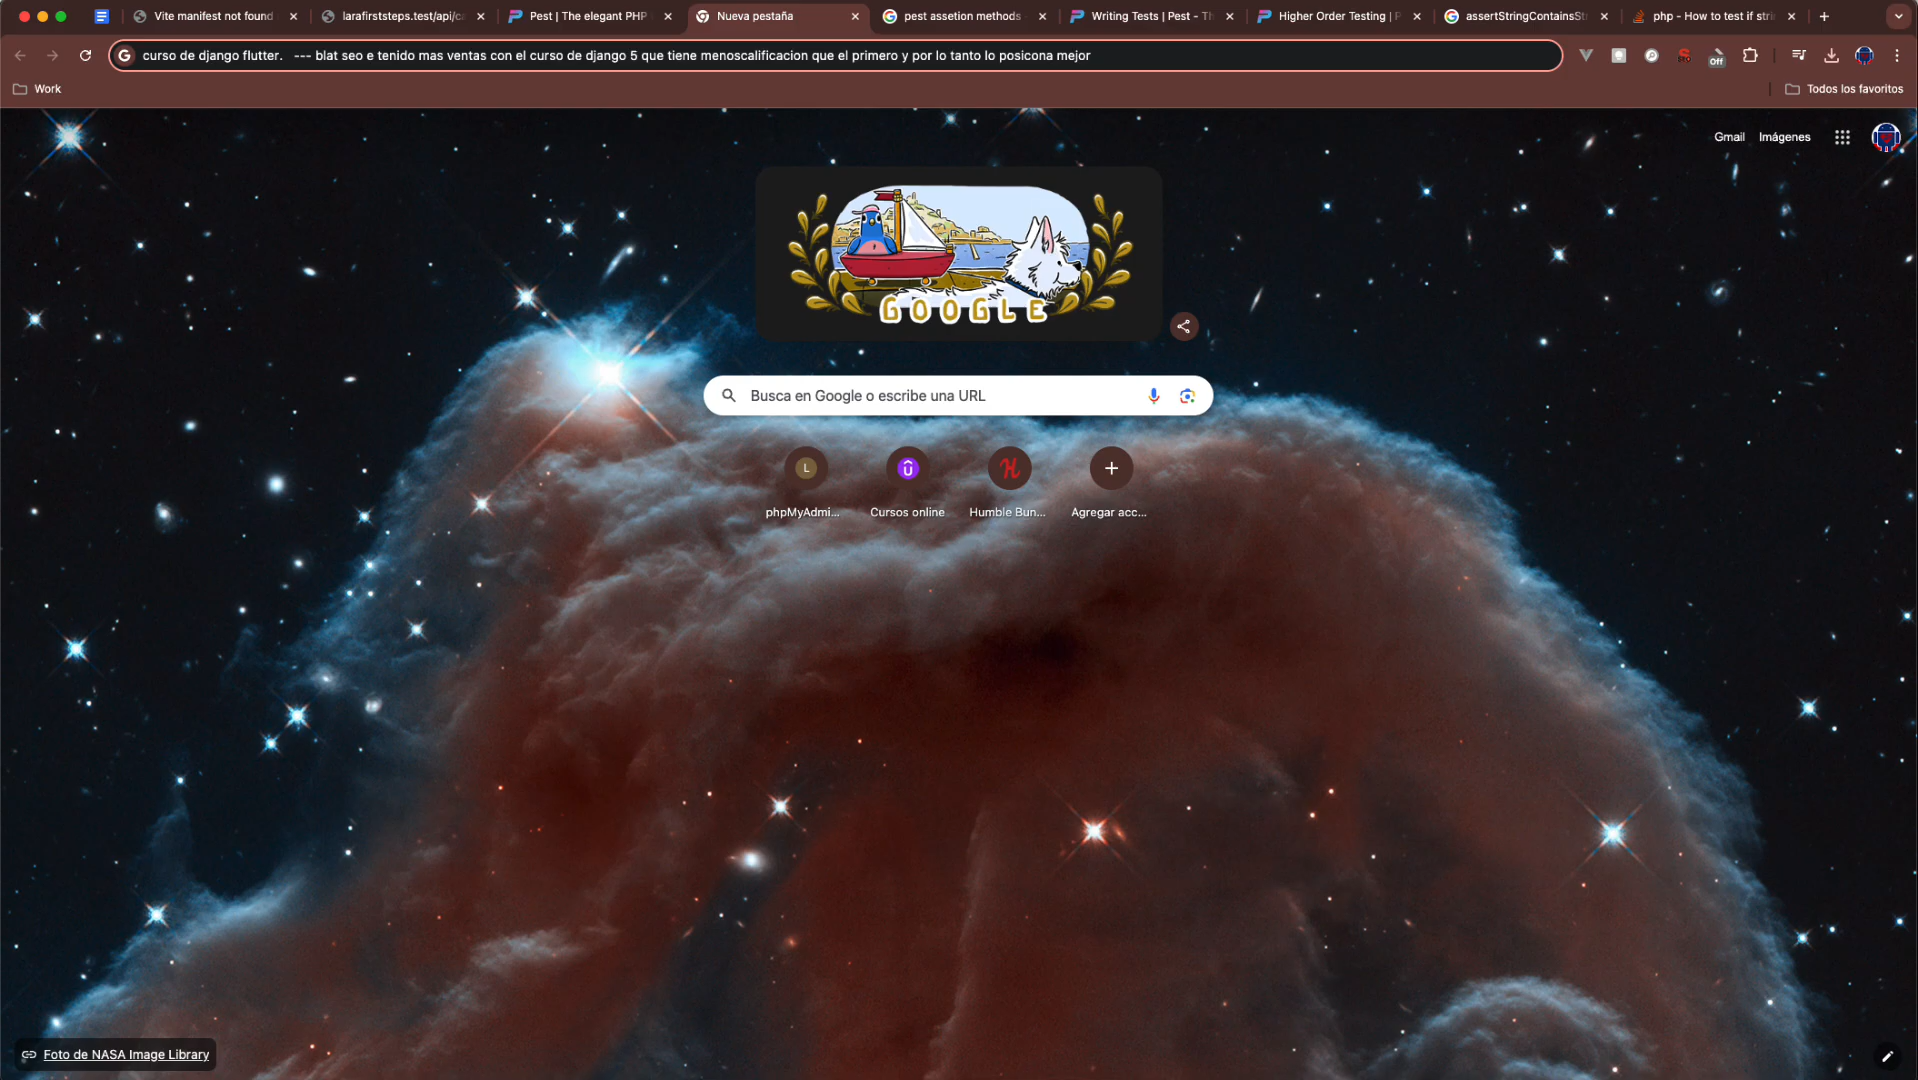 Vite manifest not found
larafirststeps.test/api/ca
Pest | The elegant PHP
Nueva pestaña
pest assetion methods
Writing Tests | Pest - Th
Higher Order Testing | P
assertStringContainsStr
php - How to test if strin
curso de django flutter.   --- blat seo e tenido mas ventas con el curso de django 5 que tiene menoscalificacion que el primero y por lo tanto lo posicona mejor
Off
Work
Todos los favoritos
Gmail
Imágenes
GOOGLE
Busca en Google o escribe una URL
L
phpMyAdmi...
Cursos online
Humble Bun...
Agregar acc...
Foto de NASA Image Library